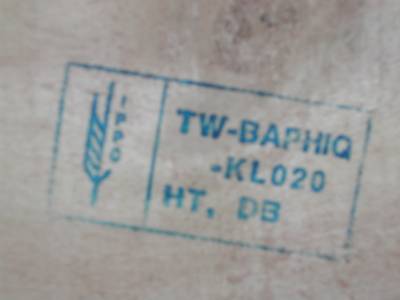 IPPC
TW-BAPHIQ
-KL020
HT, DB